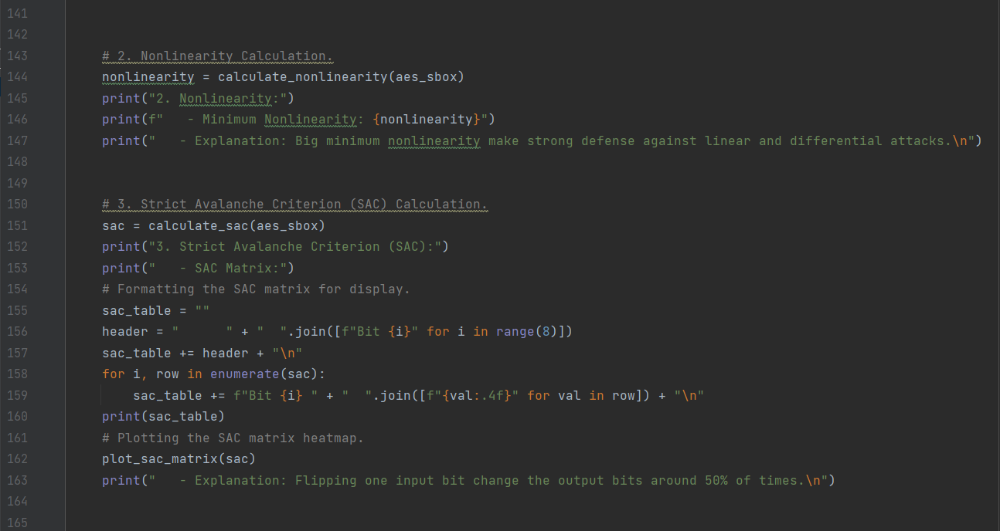 141
142
143 # 2. Nonlinearity Calculation.
144 nonlinearity = calculate_nonlinearity(aes_sbox)
145 print("2. Nonlinearity:")
146 print(f"   - Minimum Nonlinearity: {nonlinearity}")
147 print("   - Explanation: Big minimum nonlinearity make strong defense against linear and differential attacks.\n")
148
149
150 # 3. Strict Avalanche Criterion (SAC) Calculation.
151 sac = calculate_sac(aes_sbox)
152 print("3. Strict Avalanche Criterion (SAC):")
153 print("   - SAC Matrix:")
154 # Formatting the SAC matrix for display.
155 sac_table = ""
156 header = "      " + "  ".join([f"Bit {i}" for i in range(8)])
157 sac_table += header + "\n"
158 for i, row in enumerate(sac):
159     sac_table += f"Bit {i} " + "  ".join([f"{val:.4f}" for val in row]) + "\n"
160 print(sac_table)
161 # Plotting the SAC matrix heatmap.
162 plot_sac_matrix(sac)
163 print("   - Explanation: Flipping one input bit change the output bits around 50% of times.\n")
164
165